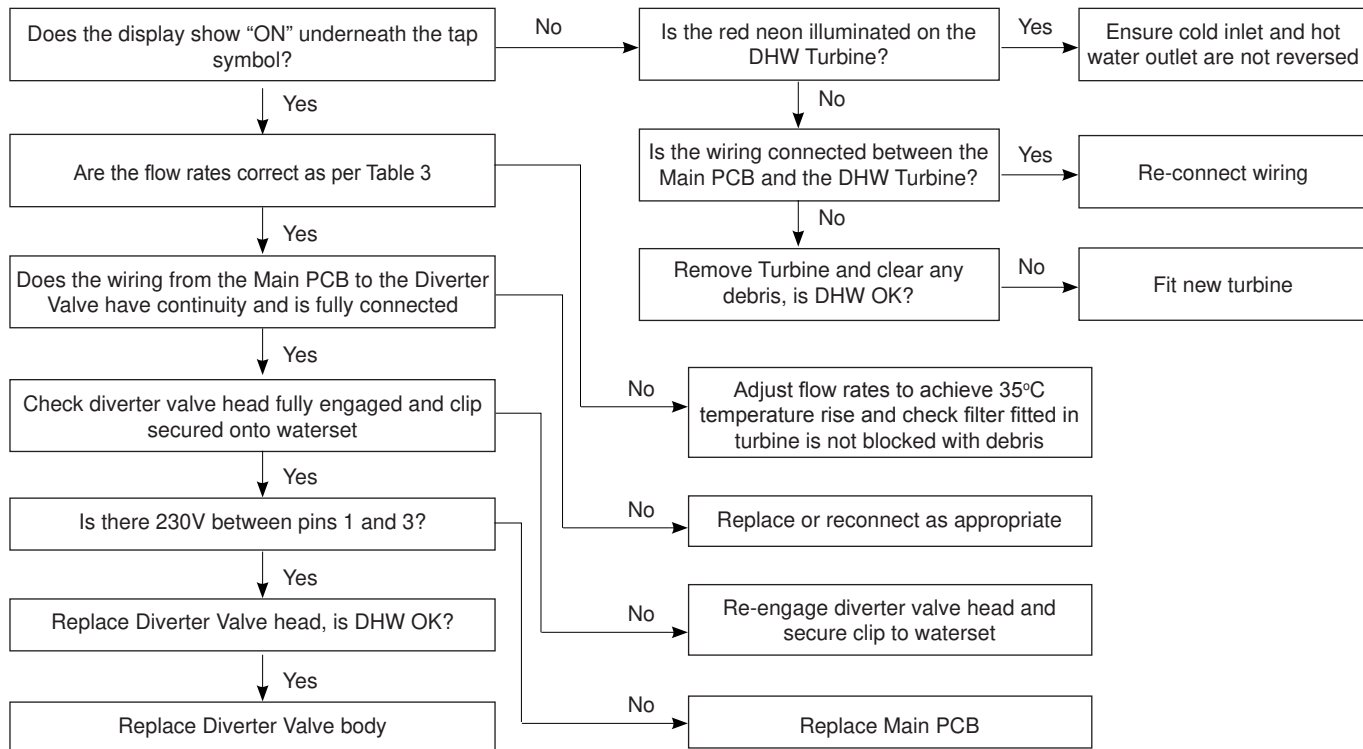 Does the display show “ON” underneath the tap
symbol?
No
Is the red neon illuminated on the
DHW Turbine?
Yes
Ensure cold inlet and hot
water outlet are not reversed
Yes
No
Are the flow rates correct as per Table 3
Is the wiring connected between the
Main PCB and the DHW Turbine?
Yes
Re-connect wiring
Yes
No
Does the wiring from the Main PCB to the Diverter
Valve have continuity and is fully connected
Remove Turbine and clear any
debris, is DHW OK?
No
Fit new turbine
Yes
Check diverter valve head fully engaged and clip
secured onto waterset
No
Adjust flow rates to achieve 35°C
temperature rise and check filter fitted in
turbine is not blocked with debris
Yes
Is there 230V between pins 1 and 3?
No
Replace or reconnect as appropriate
Yes
Replace Diverter Valve head, is DHW OK?
No
Re-engage diverter valve head and
secure clip to waterset
Yes
Replace Diverter Valve body
No
Replace Main PCB